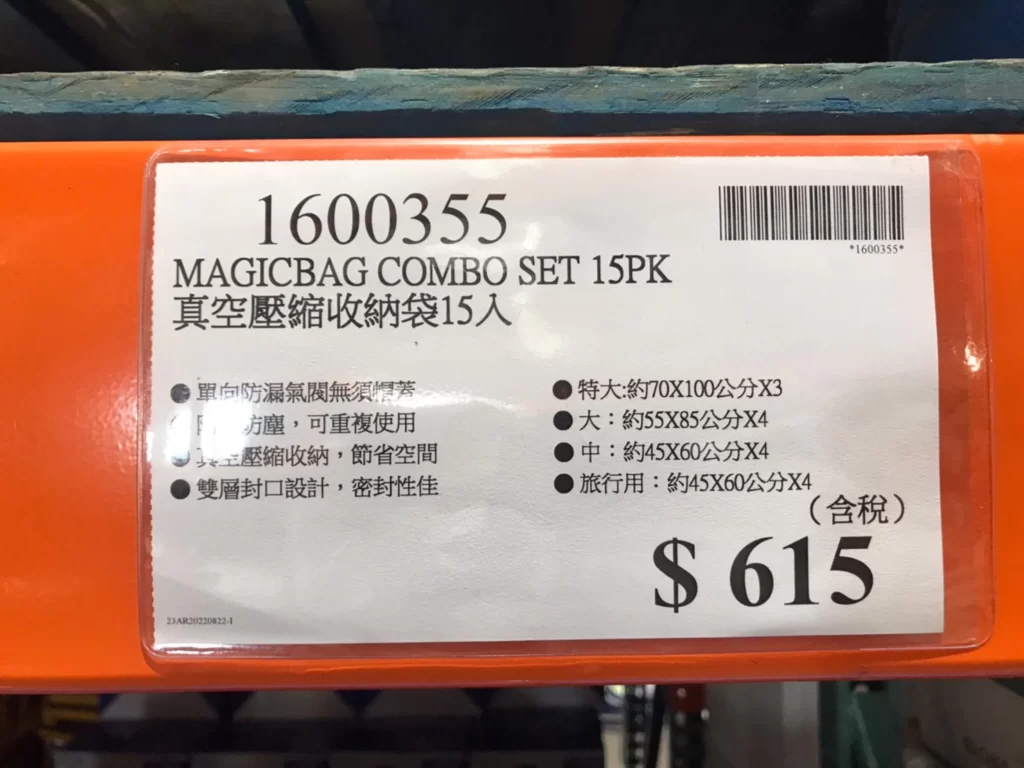 1600355
*1600355*
MAGICBAG COMBO SET 15PK
真空壓縮收納袋15入
● 單向防漏氣閥無須帽蓋
防塵，可重複使用
真空壓縮收納，節省空間
● 雙層封口設計，密封性佳
● 特大:約70X100公分X3
● 大：約55X85公分X4
● 中：約45X60公分X4
● 旅行用：約45X60公分X4
（含稅）
$ 615
23AR20220822-1